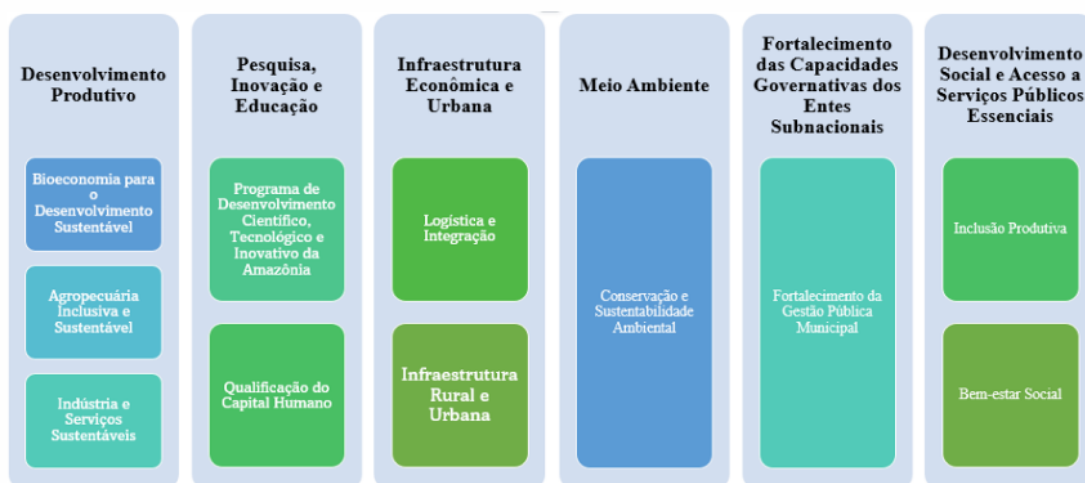 Desenvolvimento
Produtivo
Bioeconomia para
o
Desenvolvimento
Sustentável
Agropecuária
Inclusiva e
Sustentável
Indústria e
Serviços
Sustentáveis
Pesquisa,
Inovação e
Educação
Programa de
Desenvolvimento
Científico,
Tecnológico e
Inovativo da
Amazônia
Qualificação do
Capital Humano
Infraestrutura
Econômica e
Urbana
Logística e
Integração
Infraestrutura
Rural e
Urbana
Meio Ambiente
Conservação e
Sustentabilidade
Ambiental
Fortalecimento
das Capacidades
Governativas dos
Entes
Subnacionais
Fortalecimento da
Gestão Pública
Municipal
Desenvolvimento
Social e Acesso a
Serviços Públicos
Essenciais
Inclusão Produtiva
Bem-estar Social